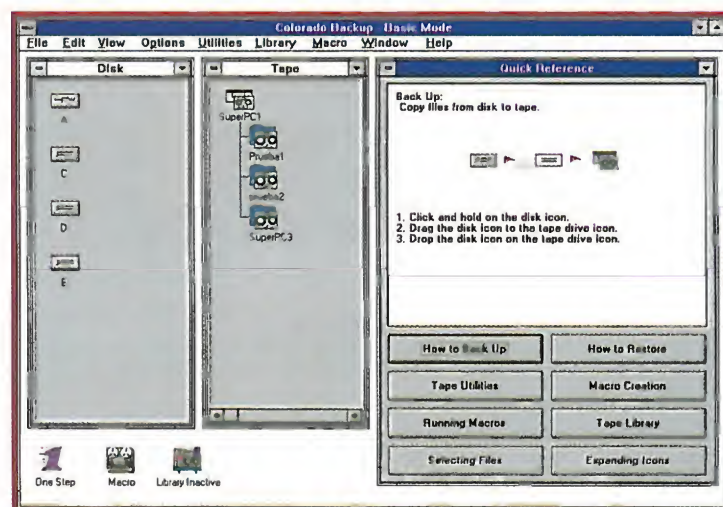 Colorado Backup - Basic Mode
File Edit View Options Utilities Library Macro Window Help
Disk
A
C
D
E
Tape
SuperPC1
Prueba1
prueba2
SuperPC3
Quick Reference
Back Up:
Copy files from disk to tape.
1. Click and hold on the disk icon.
2. Drag the disk icon to the tape drive icon.
3. Drop the disk icon on the tape drive icon.
How to Back Up
How to Restore
Tape Utilities
Macro Creation
Running Macros
Tape Library
Selecting Files
Expanding Icons
One Step
Macro
Library Inactive